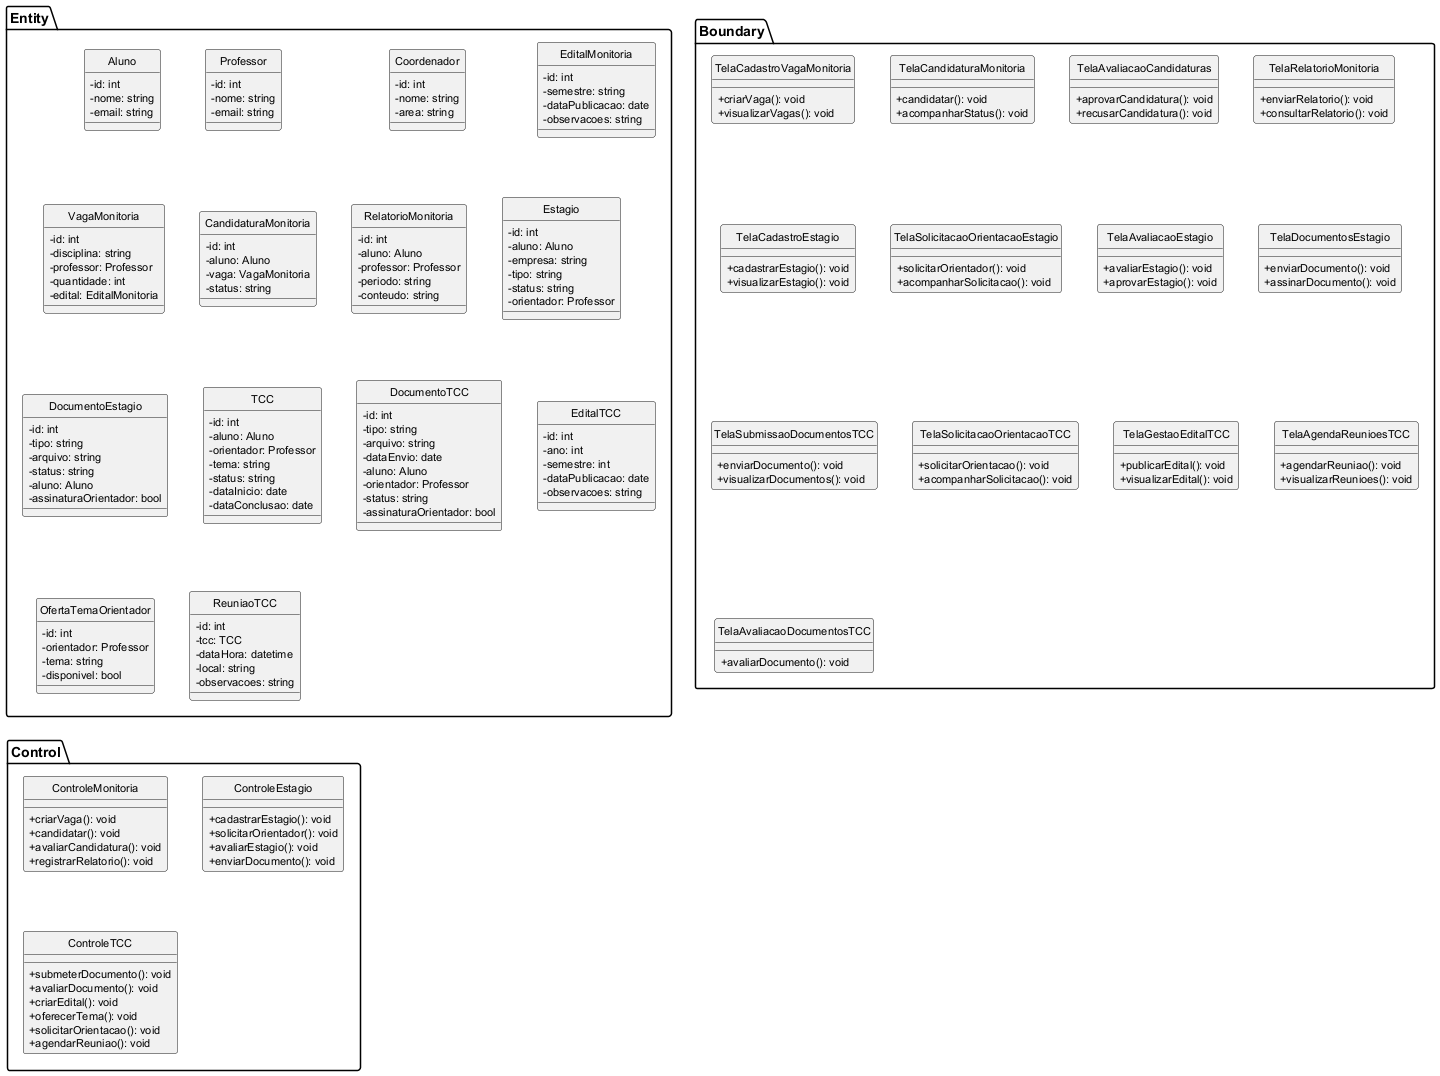 Entity
Aluno
-id: int
-nome: string
-email: string
Professor
-id: int
-nome: string
-email: string
Coordenador
-id: int
-nome: string
-area: string
EditalMonitoria
-id: int
-semestre: string
-dataPublicacao: date
-observacoes: string
VagaMonitoria
-id: int
-disciplina: string
-professor: Professor
-quantidade: int
-edital: EditalMonitoria
CandidaturaMonitoria
-id: int
-aluno: Aluno
-vaga: VagaMonitoria
-status: string
RelatorioMonitoria
-id: int
-aluno: Aluno
-professor: Professor
-periodo: string
-conteudo: string
Estagio
-id: int
-aluno: Aluno
-empresa: string
-tipo: string
-status: string
-orientador: Professor
DocumentoEstagio
-id: int
-tipo: string
-arquivo: string
-status: string
-aluno: Aluno
-assinaturaOrientador: bool
TCC
-id: int
-aluno: Aluno
-orientador: Professor
-tema: string
-status: string
-dataInicio: date
-dataConclusao: date
DocumentoTCC
-id: int
-tipo: string
-arquivo: string
-dataEnvio: date
-aluno: Aluno
-orientador: Professor
-status: string
-assinaturaOrientador: bool
EditalTCC
-id: int
-ano: int
-semestre: int
-dataPublicacao: date
-observacoes: string
OfertaTemaOrientador
-id: int
-orientador: Professor
-tema: string
-disponivel: bool
ReuniaoTCC
-id: int
-tcc: TCC
-dataHora: datetime
-local: string
-observacoes: string
Boundary
TelaCadastroVagaMonitoria
+criarVaga(): void
+visualizarVagas(): void
TelaCandidaturaMonitoria
+candidatar(): void
+acompanharStatus(): void
TelaAvaliacaoCandidaturas
+aprovarCandidatura(): void
+recusarCandidatura(): void
TelaRelatorioMonitoria
+enviarRelatorio(): void
+consultarRelatorio(): void
TelaCadastroEstagio
+cadastrarEstagio(): void
+visualizarEstagio(): void
TelaSolicitacaoOrientacaoEstagio
+solicitarOrientador(): void
+acompanharSolicitacao(): void
TelaAvaliacaoEstagio
+avaliarEstagio(): void
+aprovarEstagio(): void
TelaDocumentosEstagio
+enviarDocumento(): void
+assinarDocumento(): void
TelaSubmissaoDocumentosTCC
+enviarDocumento(): void
+visualizarDocumentos(): void
TelaSolicitacaoOrientacaoTCC
+solicitarOrientacao(): void
+acompanharSolicitacao(): void
TelaGestaoEditalTCC
+publicarEdital(): void
+visualizarEdital(): void
TelaAgendaReunioesTCC
+agendarReuniao(): void
+visualizarReunioes(): void
TelaAvaliacaoDocumentosTCC
+avaliarDocumento(): void
Control
ControleMonitoria
+criarVaga(): void
+candidatar(): void
+avaliarCandidatura(): void
+registrarRelatorio(): void
ControleEstagio
+cadastrarEstagio(): void
+solicitarOrientador(): void
+avaliarEstagio(): void
+enviarDocumento(): void
ControleTCC
+submeterDocumento(): void
+avaliarDocumento(): void
+criarEdital(): void
+oferecerTema(): void
+solicitarOrientacao(): void
+agendarReuniao(): void